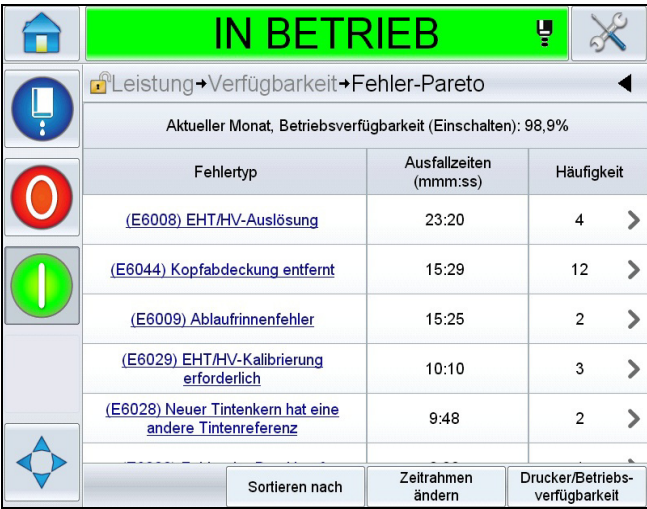 IN BETRIEB
Leistung→Verfügbarkeit→Fehler-Pareto
Aktueller Monat, Betriebsverfügbarkeit (Einschalten): 98,9%
Fehlertyp
Ausfallzeiten
(mmm:ss)
Häufigkeit
(E6008) EHT/HV-Auslösung 23:20 4
(E6044) Kopfabdeckung entfernt 15:29 12
(E6009) Ablaufrinnenfehler 15:25 2
(E6029) EHT/HV-Kalibrierung
erforderlich 10:10 3
(E6028) Neuer Tintenkern hat eine
andere Tintenreferenz 9:48 2
Sortieren nach
Zeitrahmen
ändern
Drucker/Betriebs-
verfügbarkeit